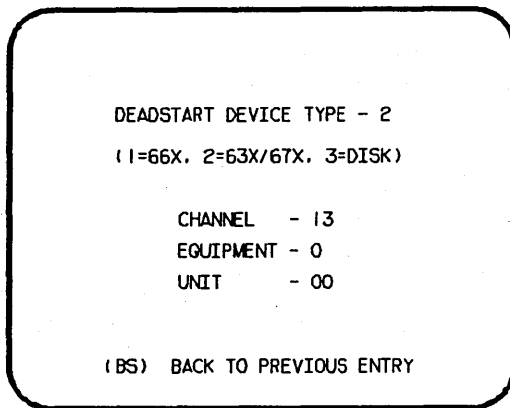 DEADSTART DEVICE TYPE - 2
(1=66X, 2=63X/67X, 3=DISK)
CHANNEL - 13
EQUIPMENT - 0
UNIT - 00
(BS) BACK TO PREVIOUS ENTRY